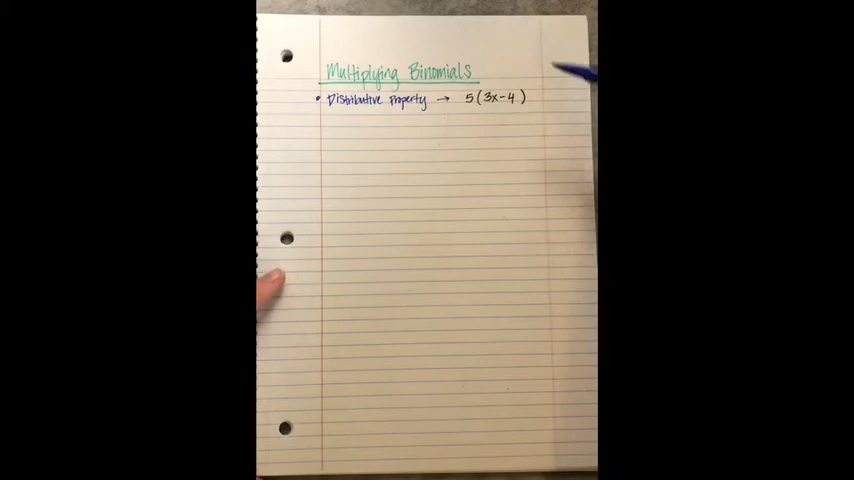 Multiplying Binomials
• Distributive Property → 5(3x-4)